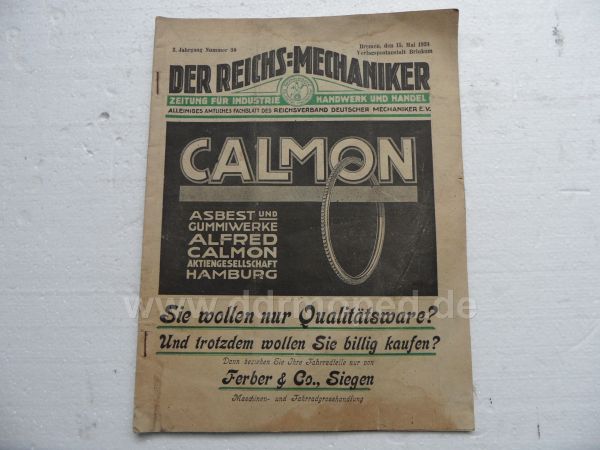 2. Jahrgang Nummer 20
Bremen, den 15. Mai 1925
Verlagspostanstalt Brinkum
DER REICHS=MECHANIKER
ZEITUNG FÜR INDUSTRIE HANDWERK UND HANDEL
ALLEINIGES AMTLICHES FACHBLATT DES REICHSVERBAND DEUTSCHER MECHANIKER E.V.
CALMON
ASBEST UND
GUMMIWERKE
ALFRED
CALMON
AKTIENGESELLSCHAFT
HAMBURG
www.ddrmoped.de
Sie wollen nur Qualitätsware?
Und trotzdem wollen Sie billig kaufen?
Dann beziehen Sie Ihre Fahrradteile nur von
Ferber & Co., Siegen
Maschinen- und Fahrradgrosshandlung